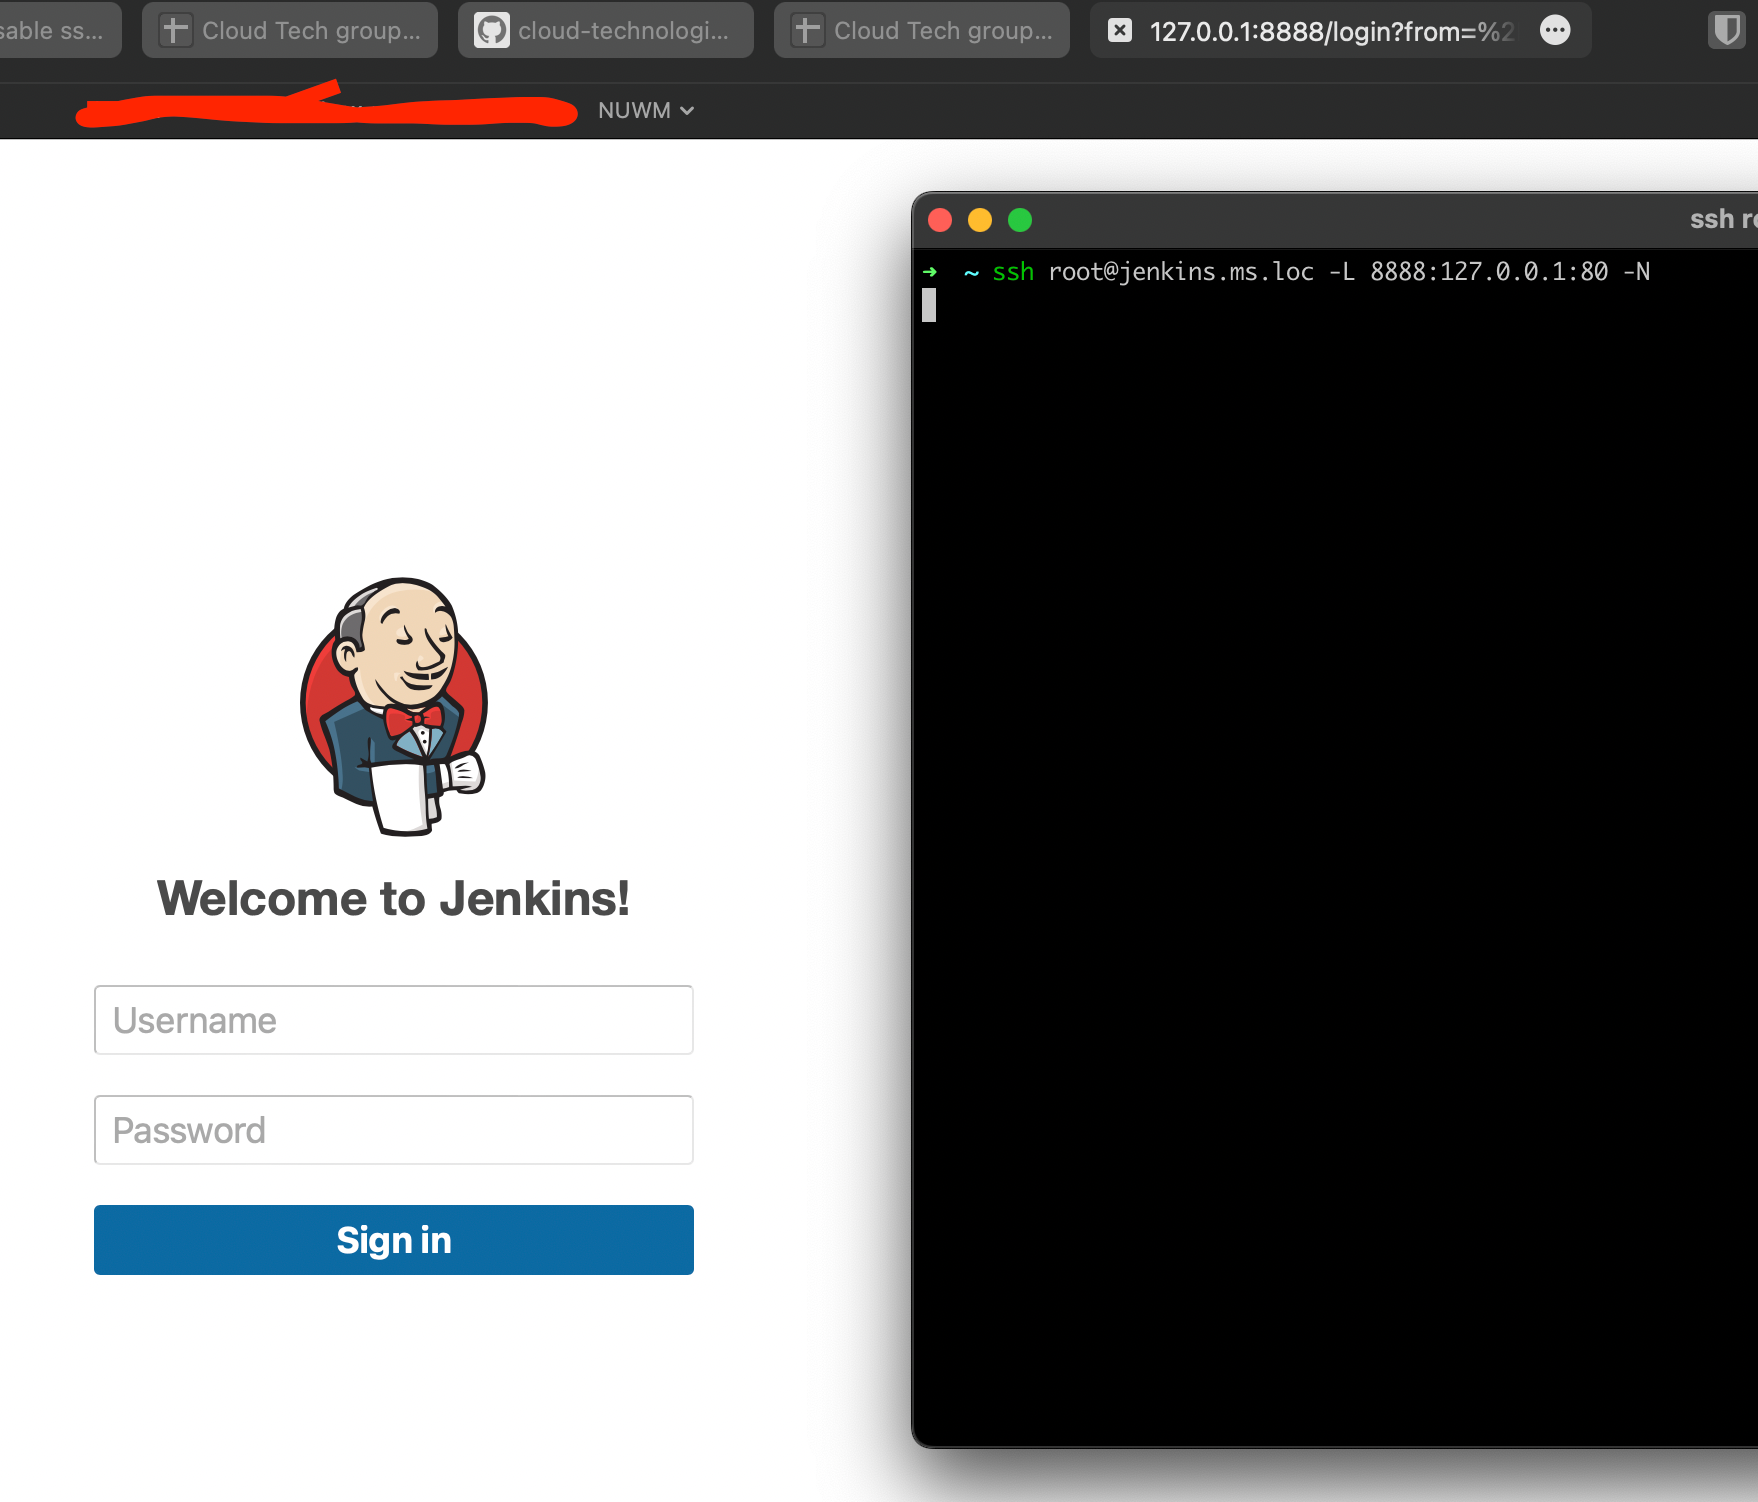 sable ss...
Cloud Tech group...
cloud-technologi...
Cloud Tech group...
127.0.0.1:8888/login?from=%2
NUWM
ssh ro
➜ ~ ssh root@jenkins.ms.loc -L 8888:127.0.0.1:80 -N
Welcome to Jenkins!
Username
Password
Sign in